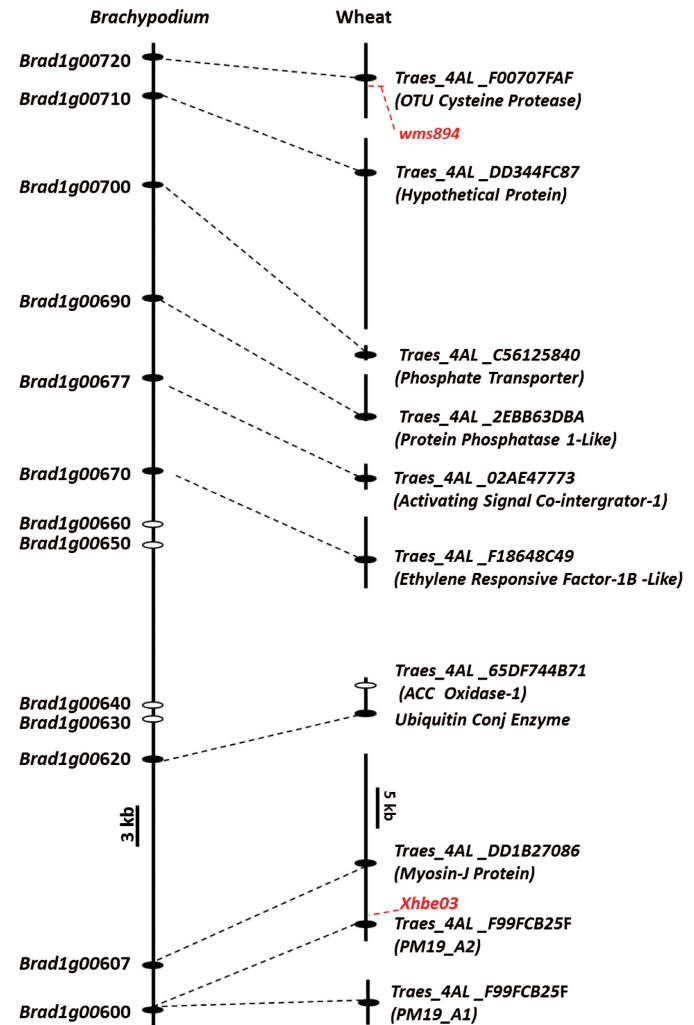 Brachypodium
Wheat
Brad1g00720
Brad1g00710
Brad1g00700
Brad1g00690
Brad1g00677
Brad1g00670
Brad1g00660
Brad1g00650
Brad1g00640
Brad1g00630
Brad1g00620
3 kb
Brad1g00607
Brad1g00600
Traes_4AL _F00707FAF
(OTU Cysteine Protease)
wms894
Traes_4AL _DD344FC87
(Hypothetical Protein)
Traes_4AL _C56125840
(Phosphate Transporter)
Traes_4AL _2EBB63DBA
(Protein Phosphatase 1-Like)
Traes_4AL _02AE47773
(Activating Signal Co-intergrator-1)
Traes_4AL _F18648C49
(Ethylene Responsive Factor-1B -Like)
Traes_4AL _65DF744B71
(ACC Oxidase-1)
Ubiquitin Conj Enzyme
5 kb
Traes_4AL _DD1B27086
(Myosin-J Protein)
Xhbe03
Traes_4AL _F99FCB25F
(PM19_A2)
Traes_4AL _F99FCB25F
(PM19_A1)